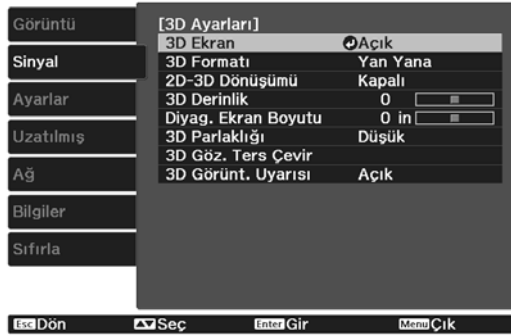 Görüntü
Sinyal
Ayarlar
Uzatılmış
Ağ
Bilgiler
Sıfırla
[3D Ayarları]
3D Ekran Açık
3D Formatı Yan Yana
2D-3D Dönüşümü Kapalı
3D Derinlik 0
Diyag. Ekran Boyutu 0 in
3D Parlaklığı Düşük
3D Göz. Ters Çevir
3D Görünt. Uyarısı Açık
Esc Dön Seç Enter Gir Menu Çık